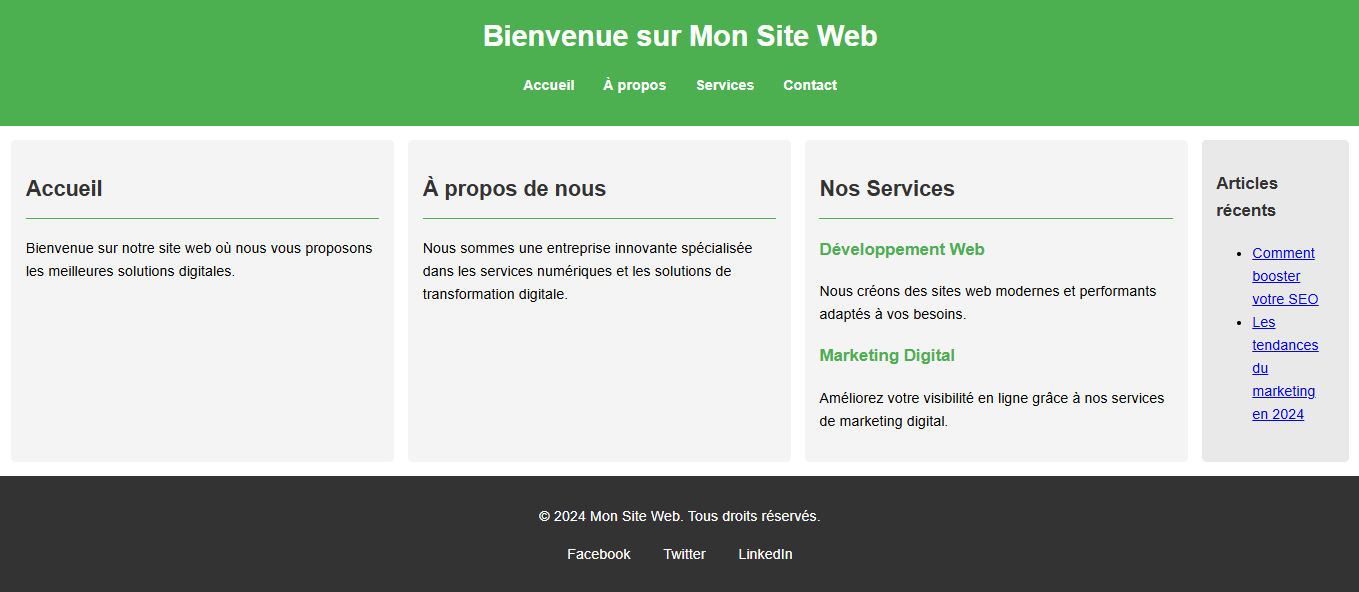 Bienvenue sur Mon Site Web
Accueil À propos Services Contact
Accueil
Bienvenue sur notre site web où nous vous proposons
les meilleures solutions digitales.
À propos de nous
Nous sommes une entreprise innovante spécialisée
dans les services numériques et les solutions de
transformation digitale.
Nos Services
Développement Web
Nous créons des sites web modernes et performants
adaptés à vos besoins.
Marketing Digital
Améliorez votre visibilité en ligne grâce à nos services
de marketing digital.
Articles
récents
Comment
booster
votre SEO
Les
tendances
du
marketing
en 2024
© 2024 Mon Site Web. Tous droits réservés.
Facebook Twitter LinkedIn